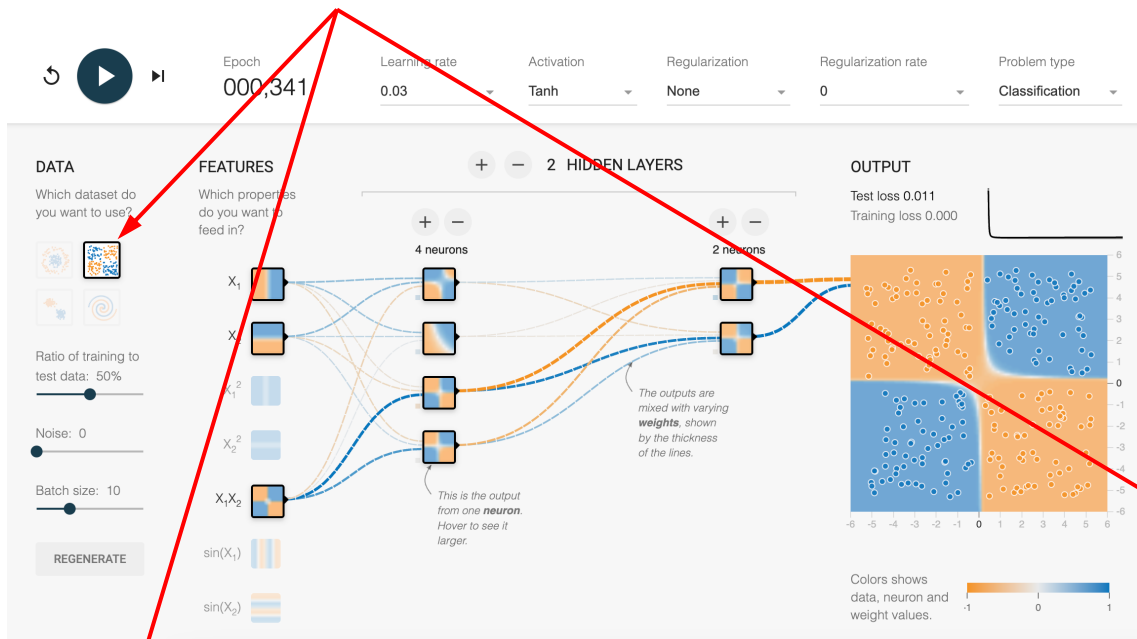 Epoch
000,341
Learning rate
0.03
Activation
Tanh
Regularization
None
Regularization rate
0
Problem type
Classification
DATA
Which dataset do
you want to use?
Ratio of training to
test data: 50%
Noise: 0
Batch size: 10
REGENERATE
FEATURES
Which properties
do you want to
feed in?
X₁
X₂
X₁²
X₂²
X₁X₂
sin(X₁)
sin(X₂)
2 HIDDEN LAYERS
4 neurons
2 neurons
This is the output
from one neuron.
Hover to see it
larger.
The outputs are
mixed with varying
weights, shown
by the thickness
of the lines.
OUTPUT
Test loss 0.011
Training loss 0.000
6
5
4
3
2
1
0
-1
-2
-3
-4
-5
-6
-6 -5 -4 -3 -2 -1 0 1 2 3 4 5 6
Colors shows
data, neuron and
weight values.
-1 0 1